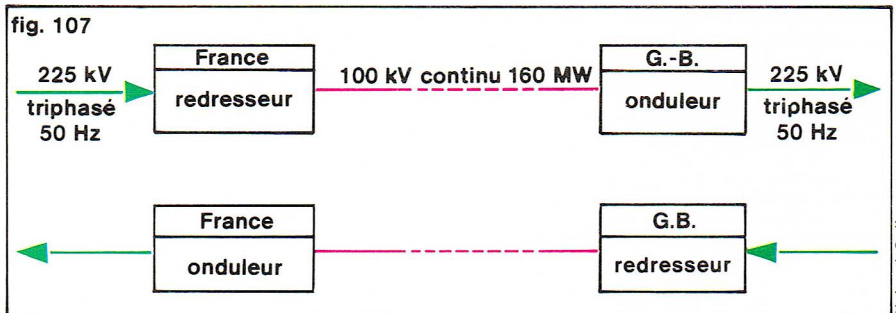 fig. 107
France
G.-B.
225 kV
triphasé
50 Hz
redresseur
100 kV continu 160 MW
onduleur
225 kV
triphasé
50 Hz
France
G.B.
onduleur
redresseur